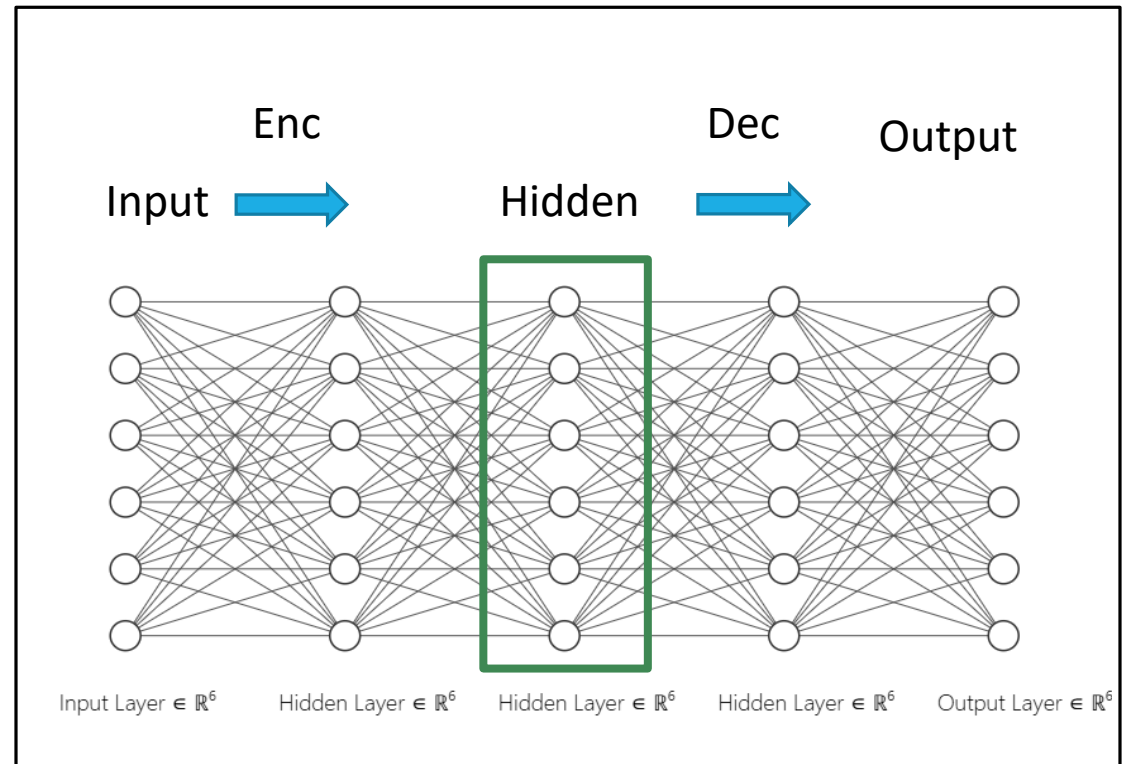 Enc
Dec
Output
Input
Hidden
Input Layer ∈ ℝ⁶
Hidden Layer ∈ ℝ⁶
Hidden Layer ∈ ℝ⁶
Hidden Layer ∈ ℝ⁶
Output Layer ∈ ℝ⁶